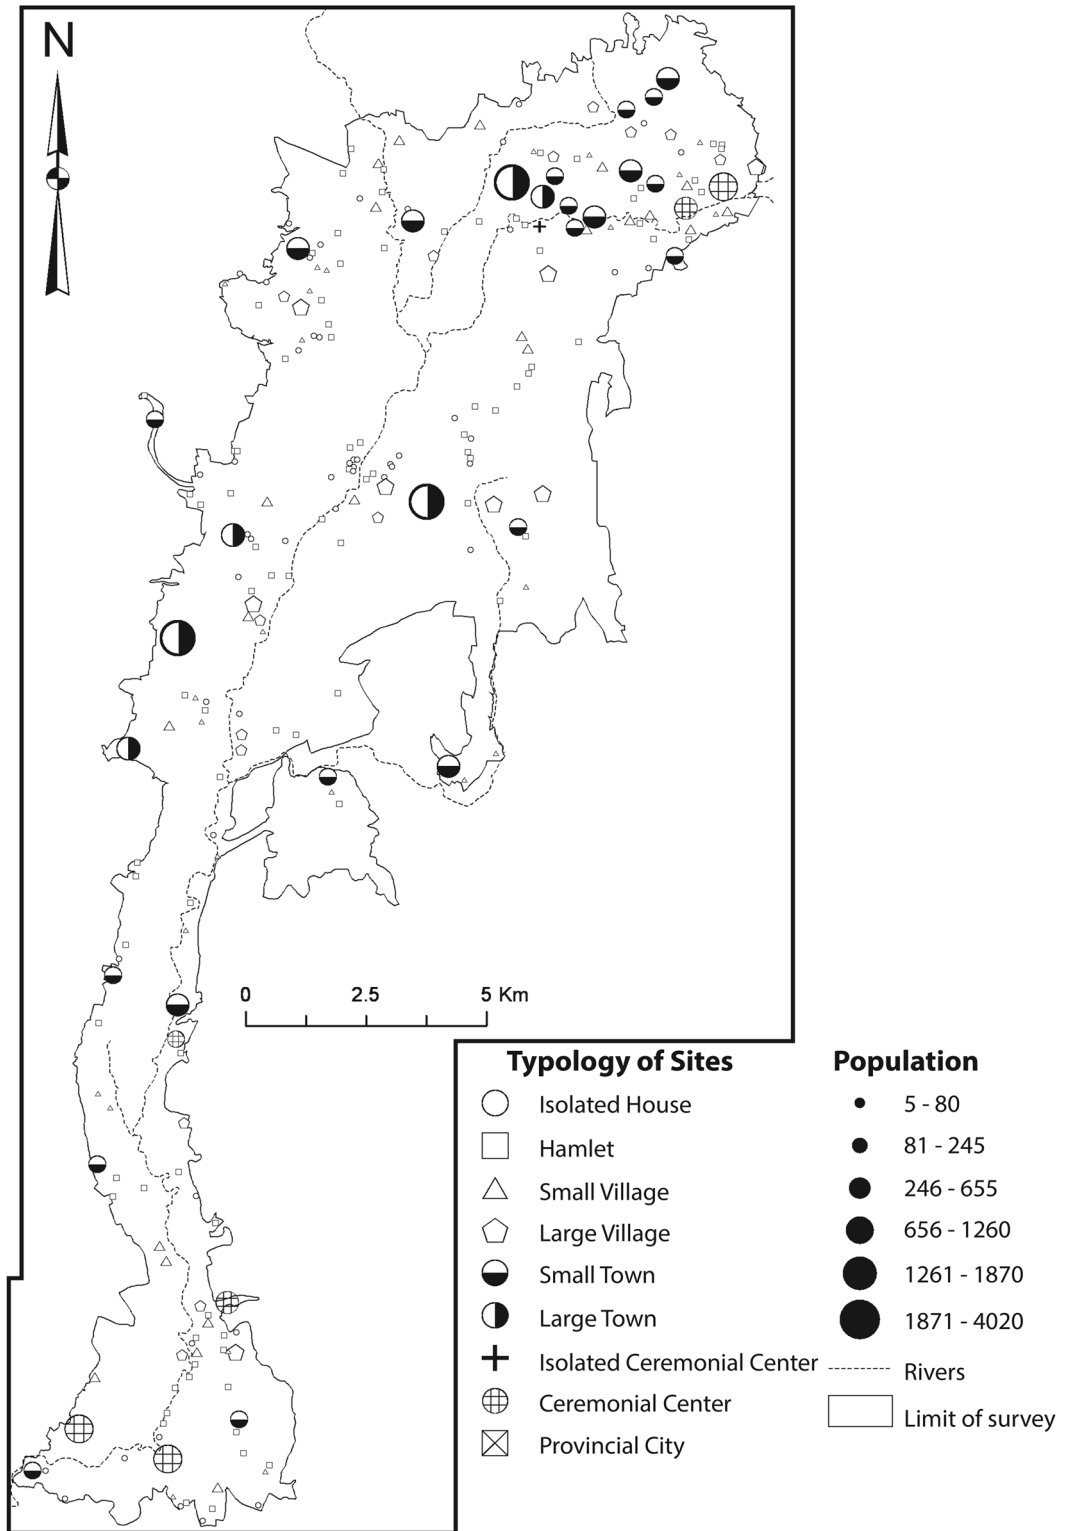 N
0 2.5 5 Km
Typology of Sites
Isolated House
Hamlet
Small Village
Large Village
Small Town
Large Town
Isolated Ceremonial Center
Ceremonial Center
Provincial City
Population
5 - 80
81 - 245
246 - 655
656 - 1260
1261 - 1870
1871 - 4020
Rivers
Limit of survey